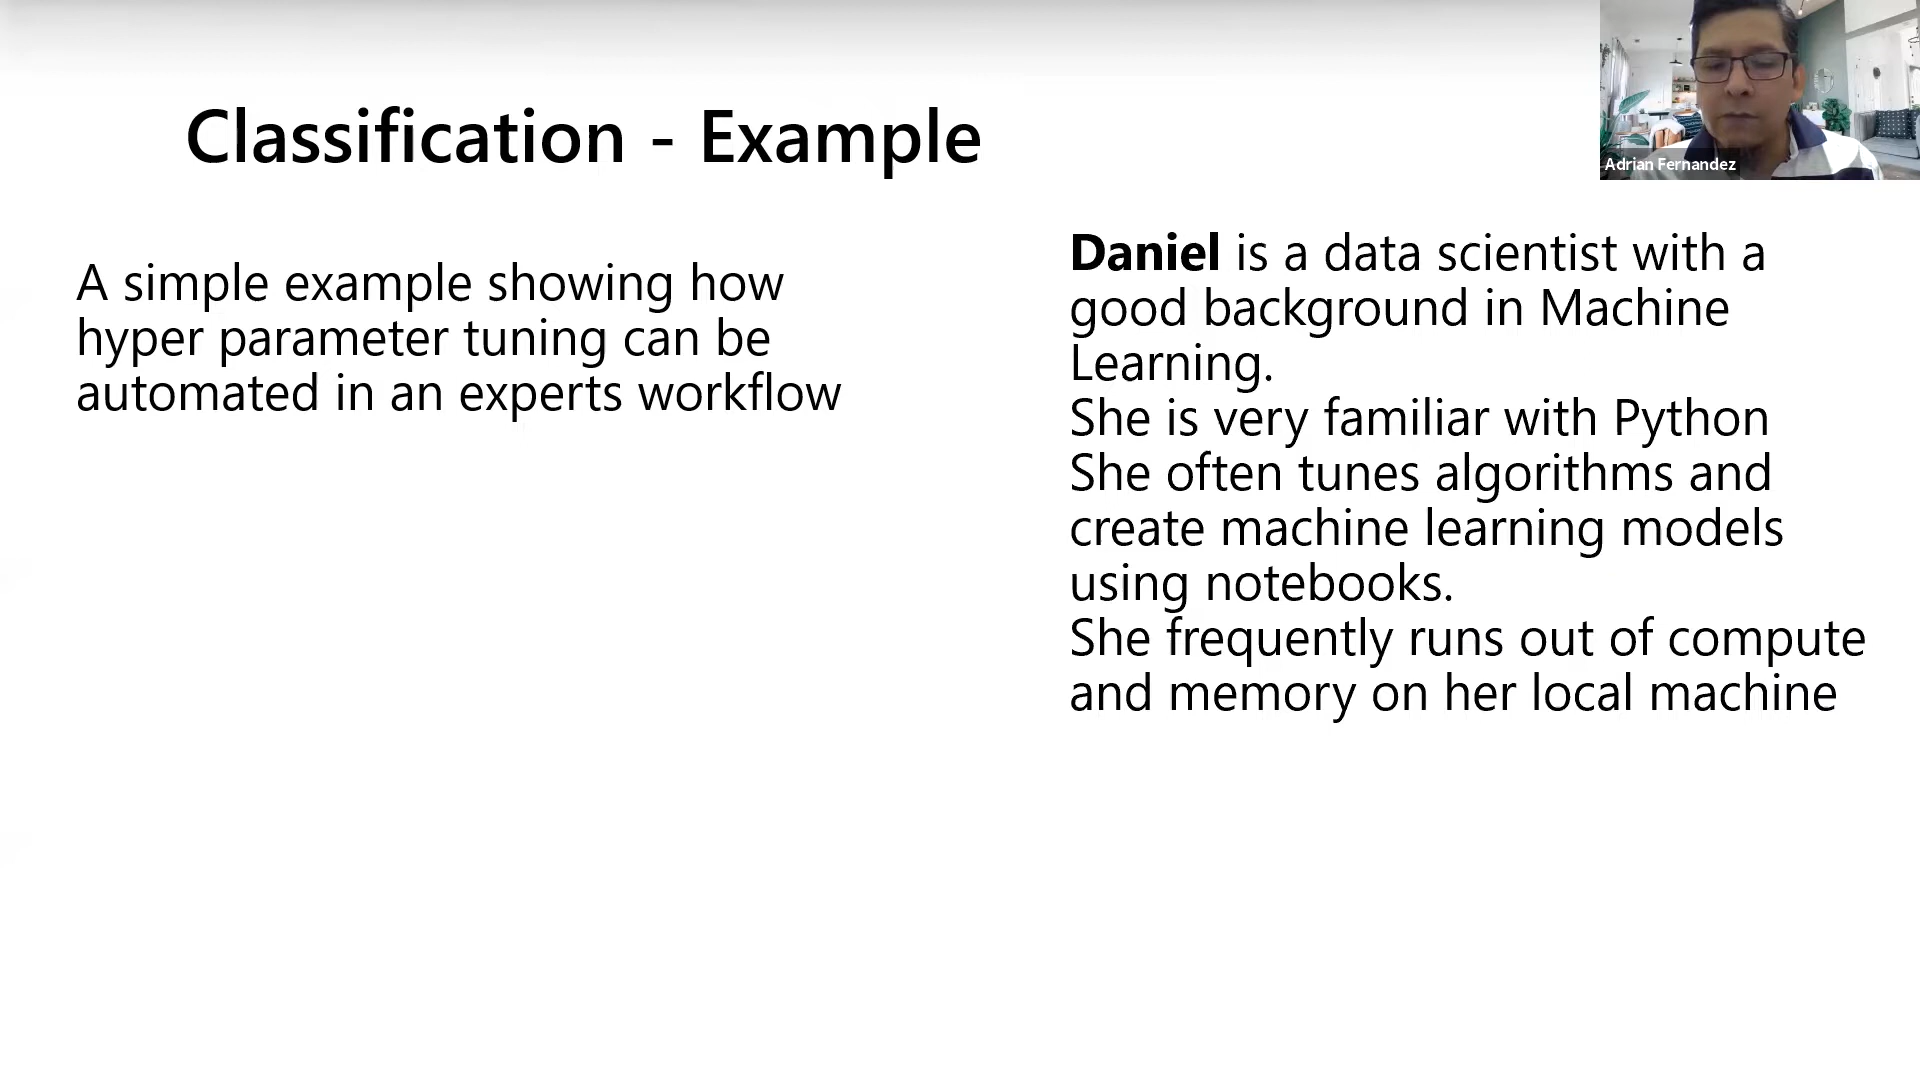 Classification - Example
Adrian Fernandez
A simple example showing how
hyper parameter tuning can be
automated in an experts workflow
Daniel is a data scientist with a
good background in Machine
Learning.
She is very familiar with Python
She often tunes algorithms and
create machine learning models
using notebooks.
She frequently runs out of compute
and memory on her local machine